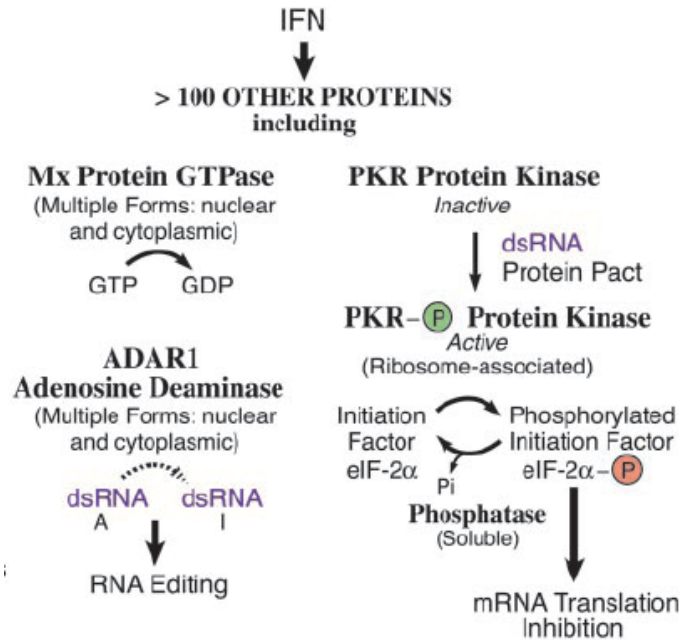 IFN
> 100 OTHER PROTEINS
including
Mx Protein GTPase
(Multiple Forms: nuclear
and cytoplasmic)
GTP GDP
ADAR1
Adenosine Deaminase
(Multiple Forms: nuclear
and cytoplasmic)
dsRNA dsRNA
A I
RNA Editing
s
PKR Protein Kinase
Inactive
dsRNA
Protein Pact
PKR–P Protein Kinase
Active
(Ribosome-associated)
Initiation
Factor
eIF-2α
Phosphorylated
Initiation Factor
eIF-2α–P
Pi
Phosphatase
(Soluble)
mRNA Translation
Inhibition